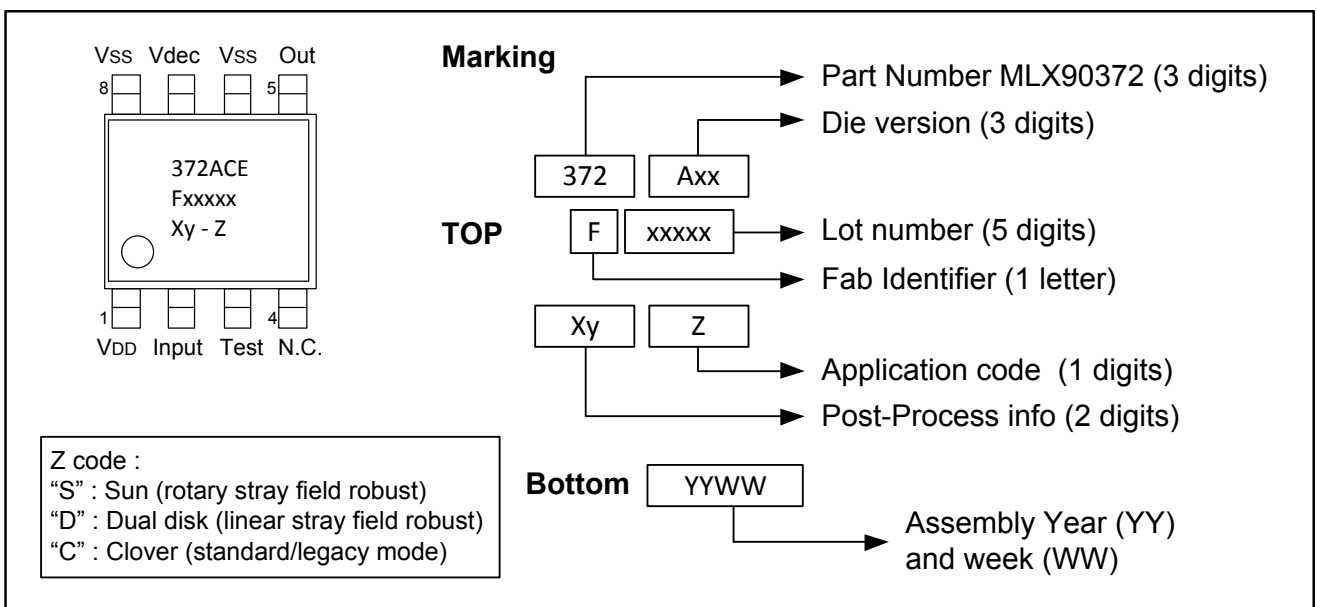 Vss Vdec Vss Out
8 5
372ACE
Fxxxxx
Xy - Z
1 4
VDD Input Test N.C.
Z code :
“S” : Sun (rotary stray field robust)
“D” : Dual disk (linear stray field robust)
“C” : Clover (standard/legacy mode)
Marking
Part Number MLX90372 (3 digits)
Die version (3 digits)
372 Axx
TOP F xxxxx Lot number (5 digits)
Fab Identifier (1 letter)
Xy Z
Application code (1 digits)
Post-Process info (2 digits)
Bottom YYWW
Assembly Year (YY)
and week (WW)